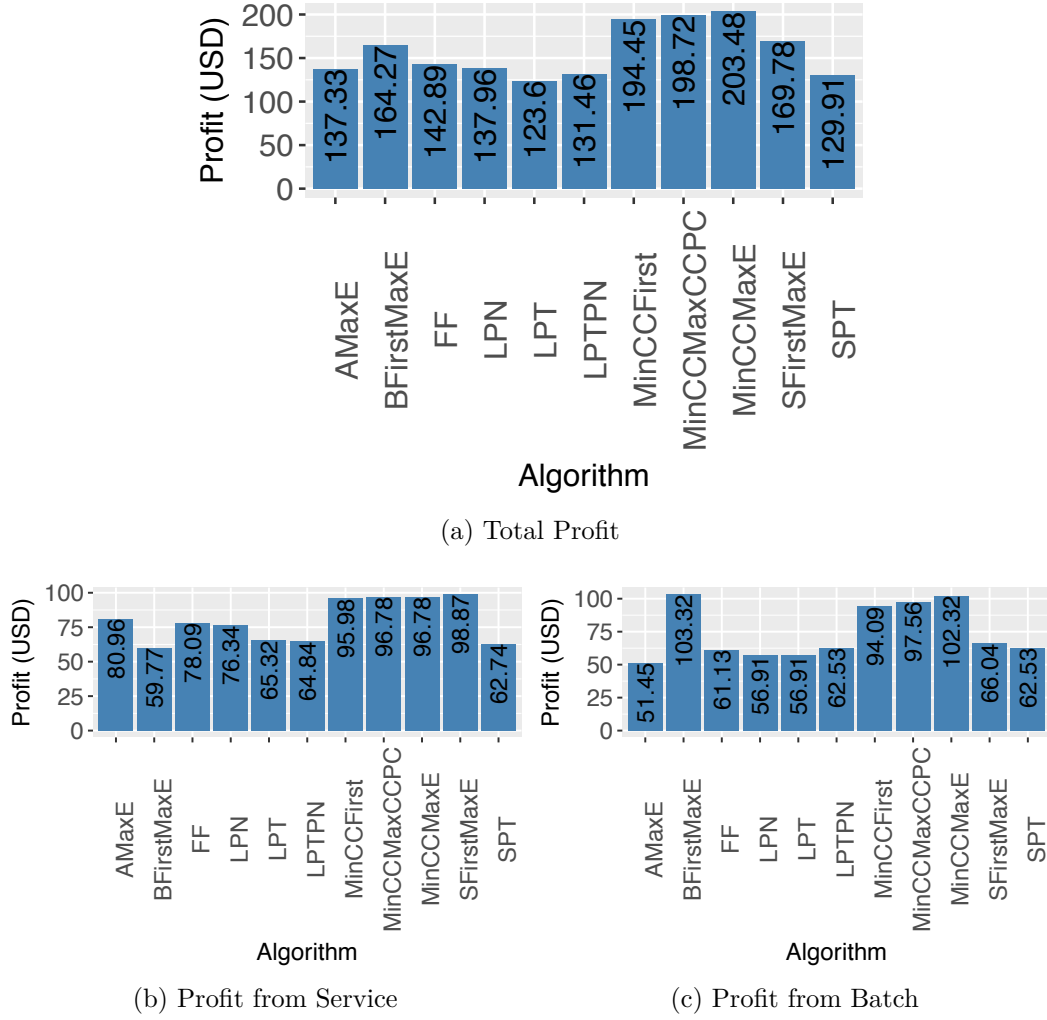 Profit (USD)
200
150
100
50
0
137.33
164.27
142.89
137.96
123.6
131.46
194.45
198.72
203.48
169.78
129.91
AMaxE
BFirstMaxE
FF
LPN
LPT
LPTPN
MinCCFirst
MinCCMaxCCPC
MinCCMaxE
SFirstMaxE
SPT
Algorithm
(a) Total Profit
Profit (USD)
100
75
50
25
0
80.96
59.77
78.09
76.34
65.32
64.84
95.98
96.78
96.78
98.87
62.74
AMaxE
BFirstMaxE
FF
LPN
LPT
LPTPN
MinCCFirst
MinCCMaxCCPC
MinCCMaxE
SFirstMaxE
SPT
Algorithm
(b) Profit from Service
Profit (USD)
100
75
50
25
0
51.45
103.32
61.13
56.91
56.91
62.53
94.09
97.56
102.32
66.04
62.53
AMaxE
BFirstMaxE
FF
LPN
LPT
LPTPN
MinCCFirst
MinCCMaxCCPC
MinCCMaxE
SFirstMaxE
SPT
Algorithm
(c) Profit from Batch